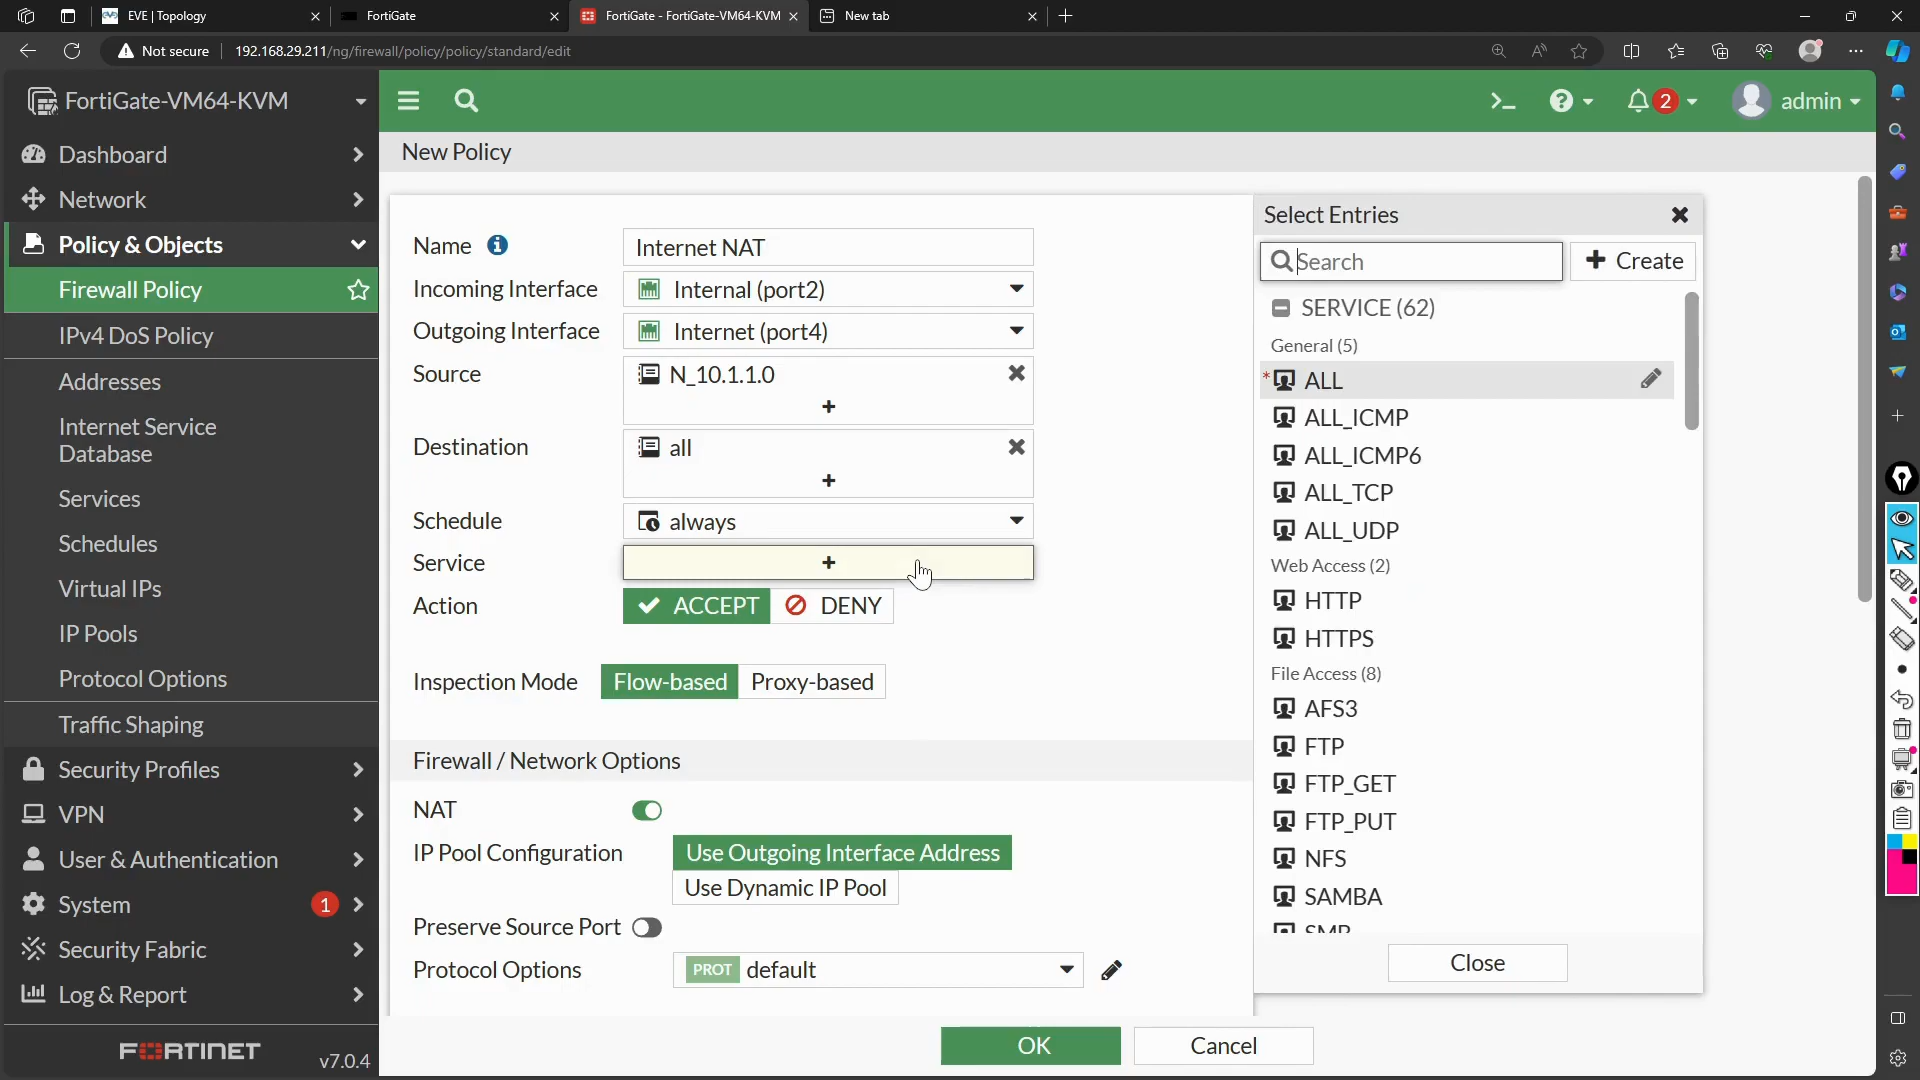 EVE | Topology
FortiGate
FortiGate - FortiGate-VM64-KVM
New tab
Not secure
192.168.29.211/ng/firewall/policy/policy/standard/edit
FortiGate-VM64-KVM
2
admin
Dashboard
Network
Policy & Objects
Firewall Policy
IPv4 DoS Policy
Addresses
Internet Service
Database
Services
Schedules
Virtual IPs
IP Pools
Protocol Options
Traffic Shaping
Security Profiles
VPN
User & Authentication
System
1
Security Fabric
Log & Report
FORTINET
v7.0.4
New Policy
Name
Internet NAT
Incoming Interface
Internal (port2)
Outgoing Interface
Internet (port4)
Source
N_10.1.1.0
+
Destination
all
+
Schedule
always
Service
+
Action
ACCEPT
DENY
Inspection Mode
Flow-based
Proxy-based
Firewall / Network Options
NAT
IP Pool Configuration
Use Outgoing Interface Address
Use Dynamic IP Pool
Preserve Source Port
Protocol Options
PROT
default
OK
Cancel
Select Entries
Search
+ Create
SERVICE (62)
General (5)
* ALL
ALL_ICMP
ALL_ICMP6
ALL_TCP
ALL_UDP
Web Access (2)
HTTP
HTTPS
File Access (8)
AFS3
FTP
FTP_GET
FTP_PUT
NFS
SAMBA
SMB
Close